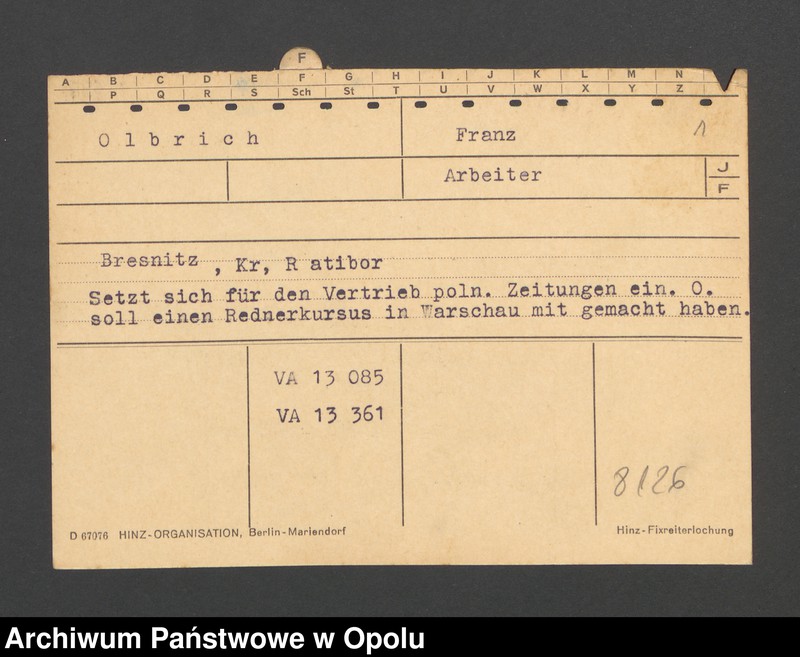 F
A B C D E F G H I J K L M N
P Q R S Sch St T U V W X Y Z
Olbrich Franz 1
Arbeiter J
F
Bresnitz , Kr, R atibor
Setzt sich für den Vertrieb poln. Zeitungen ein. O.
soll einen Rednerkursus in Warschau mit gemacht haben.
VA 13 085
VA 13 361
8126
D 67076 HINZ-ORGANISATION, Berlin-Mariendorf Hinz-Fixreiterlochung
Archiwum Państwowe w Opolu